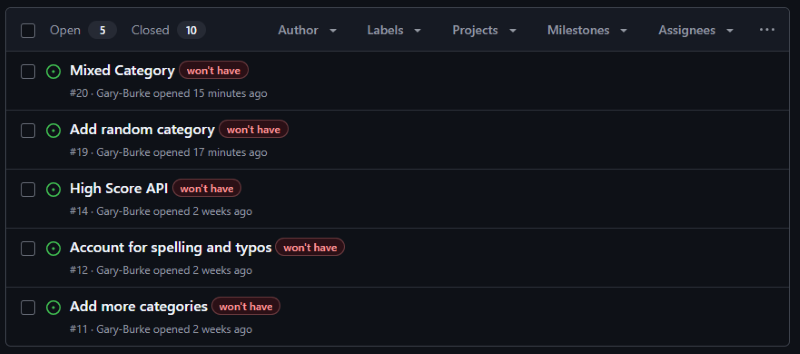 Open 5 Closed 10 Author Labels Projects Milestones Assignees
Mixed Category won't have
#20 · Gary-Burke opened 15 minutes ago
Add random category won't have
#19 · Gary-Burke opened 17 minutes ago
High Score API won't have
#14 · Gary-Burke opened 2 weeks ago
Account for spelling and typos won't have
#12 · Gary-Burke opened 2 weeks ago
Add more categories won't have
#11 · Gary-Burke opened 2 weeks ago